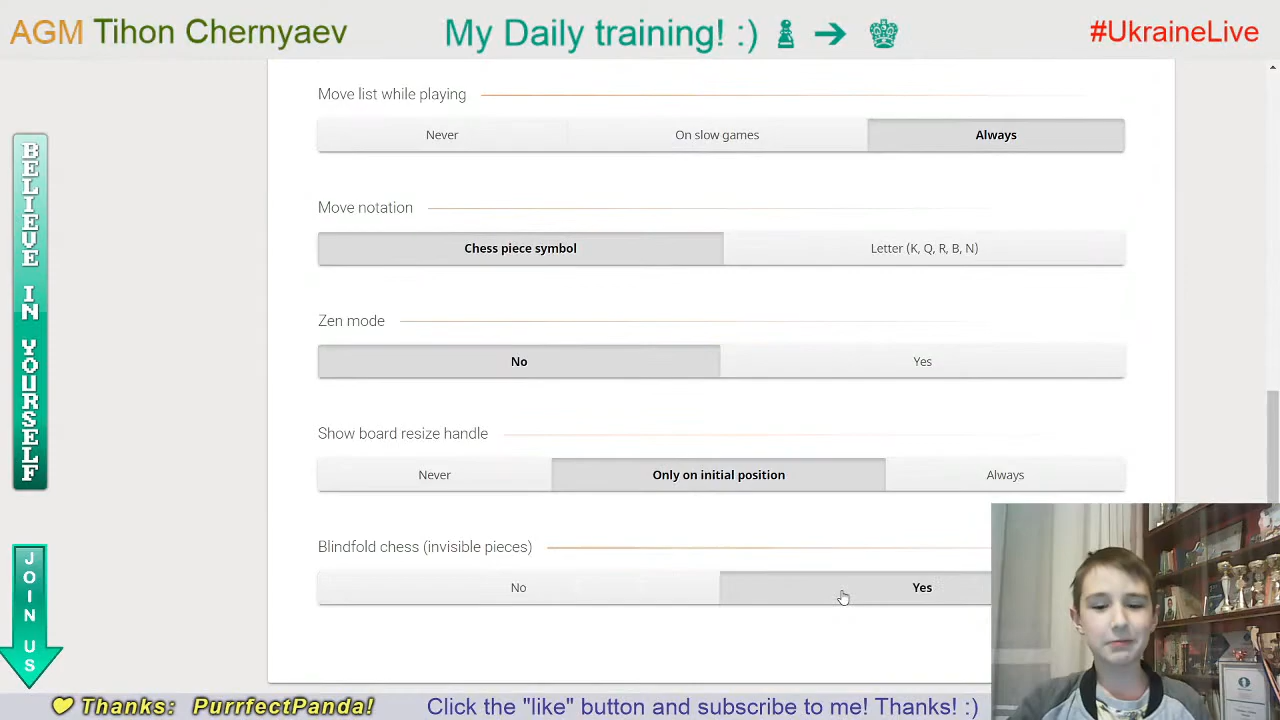 AGM Tihon Chernyaev
My Daily training! :)
#UkraineLive
BELIEVE IN YOURSELF
Move list while playing
Never
On slow games
Always
Move notation
Chess piece symbol
Letter (K, Q, R, B, N)
Zen mode
No
Yes
Show board resize handle
Never
Only on initial position
Always
Blindfold chess (invisible pieces)
No
Yes
JOIN US
Thanks: PurrfectPanda!
Click the "like" button and subscribe to me! Thanks! :)